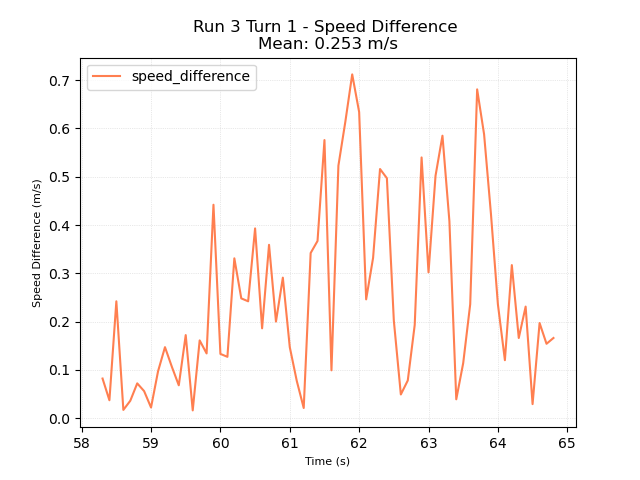 Run 3 Turn 1 - Speed Difference
Mean: 0.253 m/s
speed_difference
Speed Difference (m/s)
0.7
0.6
0.5
0.4
0.3
0.2
0.1
0.0
58 59 60 61 62 63 64 65
Time (s)